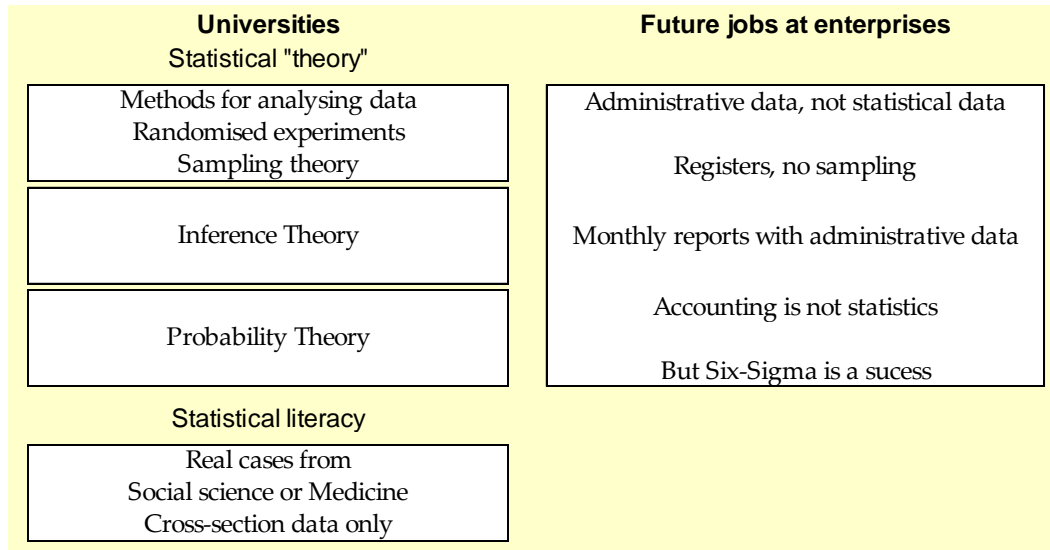 Universities
Statistical "theory"
Methods for analysing data
Randomised experiments
Sampling theory
Inference Theory
Probability Theory
Statistical literacy
Real cases from
Social science or Medicine
Cross-section data only
Future jobs at enterprises
Administrative data, not statistical data
Registers, no sampling
Monthly reports with administrative data
Accounting is not statistics
But Six-Sigma is a sucess